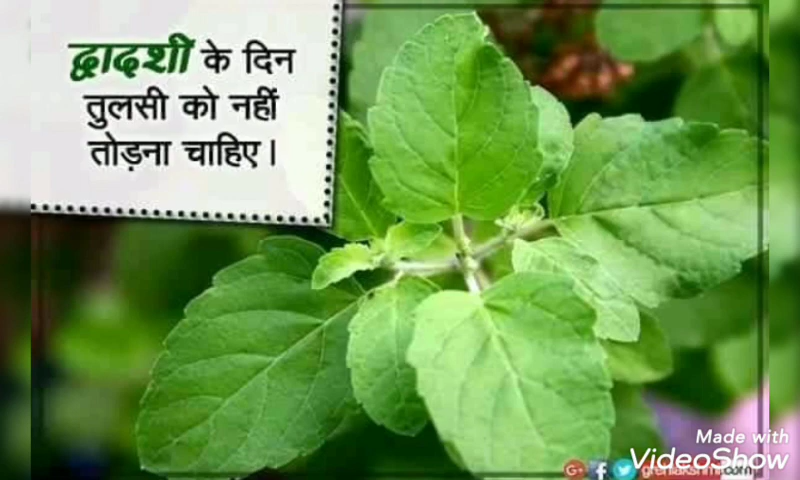 द्वादशी के दिन
तुलसी को नहीं
तोड़ना चाहिए।
Made with
VideoShow